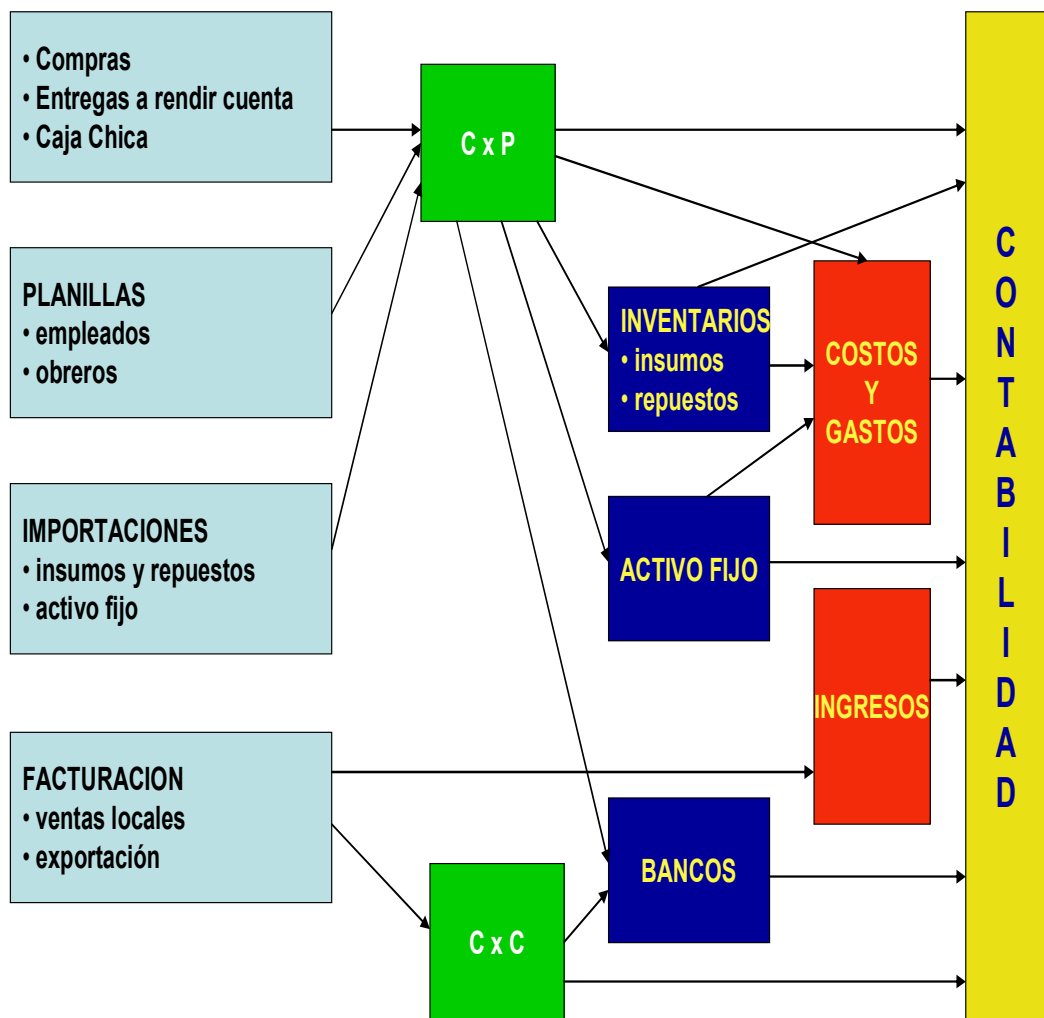 • Compras
• Entregas a rendir cuenta
• Caja Chica
C x P
PLANILLAS
• empleados
• obreros
INVENTARIOS
• insumos
• repuestos
COSTOS
Y
GASTOS
IMPORTACIONES
• insumos y repuestos
• activo fijo
ACTIVO FIJO
INGRESOS
FACTURACION
• ventas locales
• exportación
BANCOS
C x C
C
O
N
T
A
B
I
L
I
D
A
D